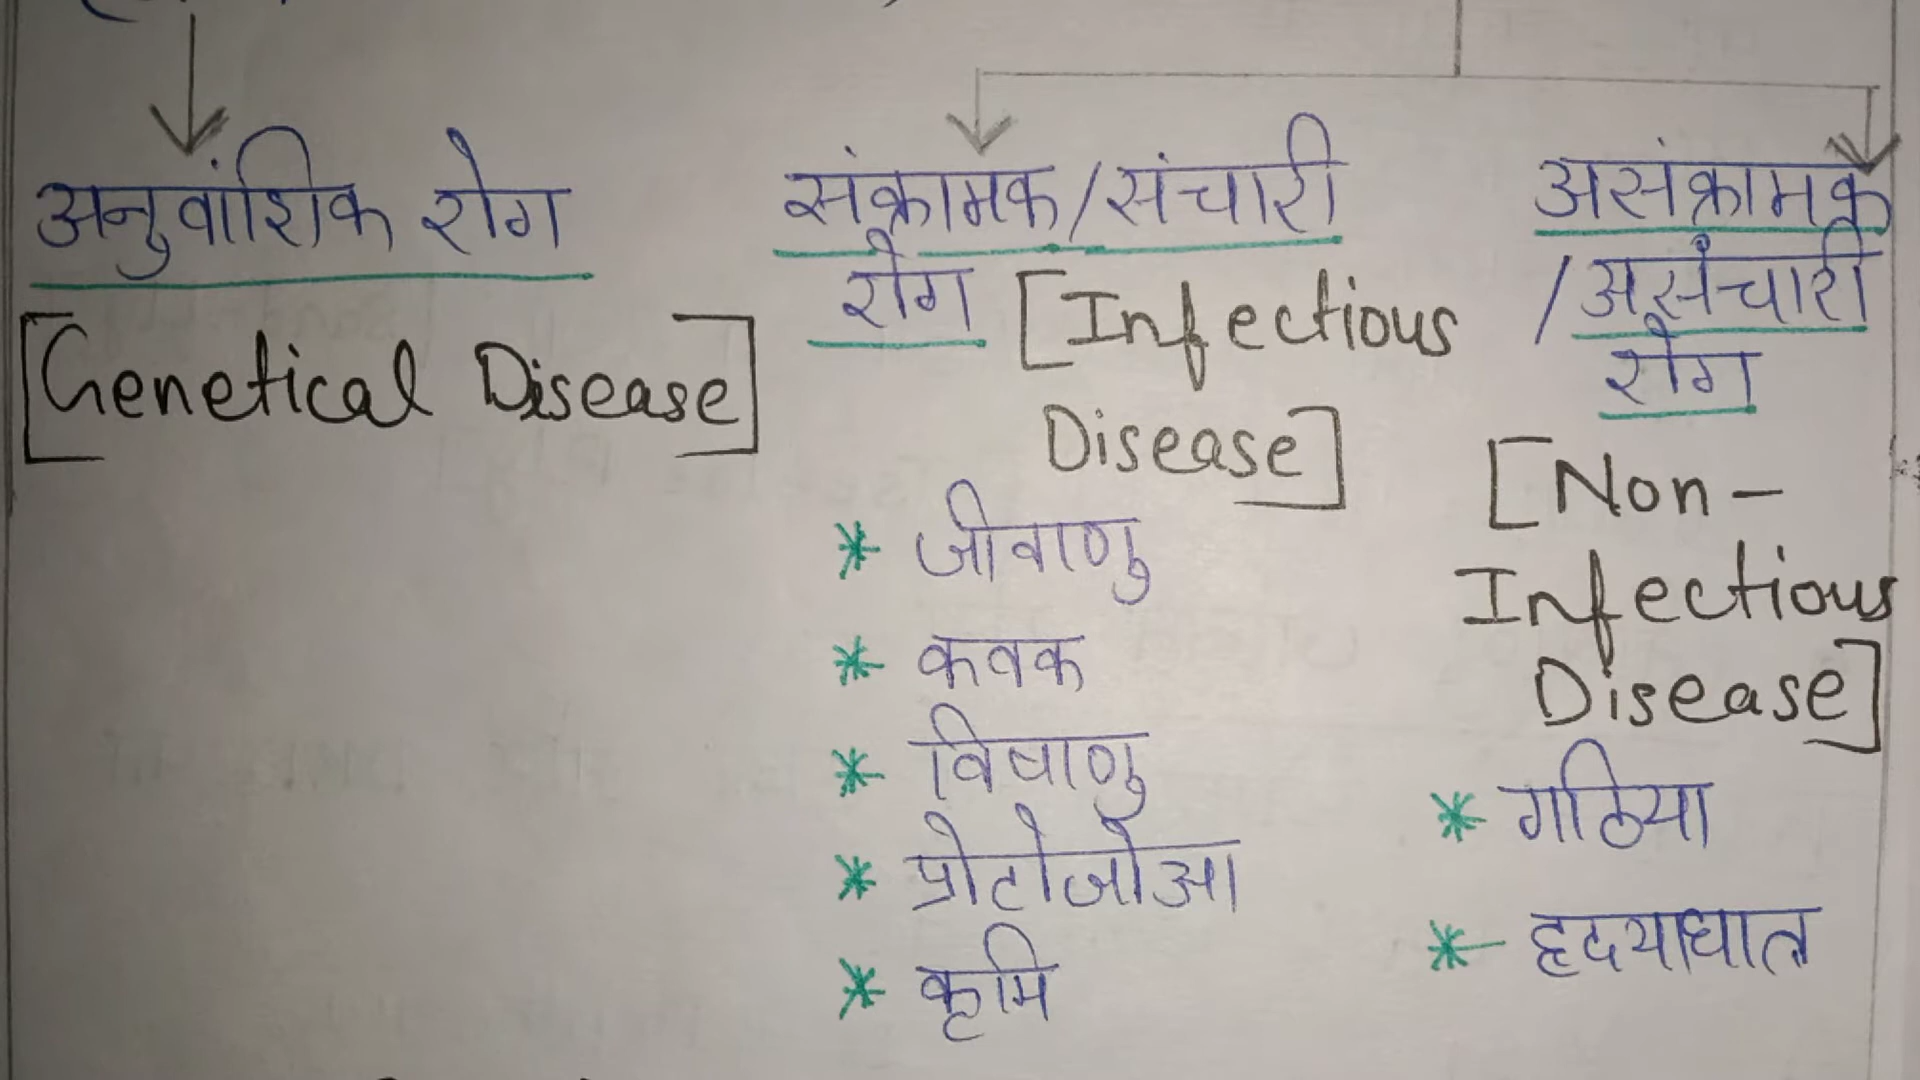 अनुवांशिक रोग
[Genetical Disease]
संक्रामक/संचारी
रोग [Infectious
Disease]
* जीवाणु
* कवक
* विषाणु
* प्रोटोजोआ
* कृमि
असंक्रामक
/असंचारी
रोग
[Non-
Infectious
Disease]
* गठिया
* हृदयाघात